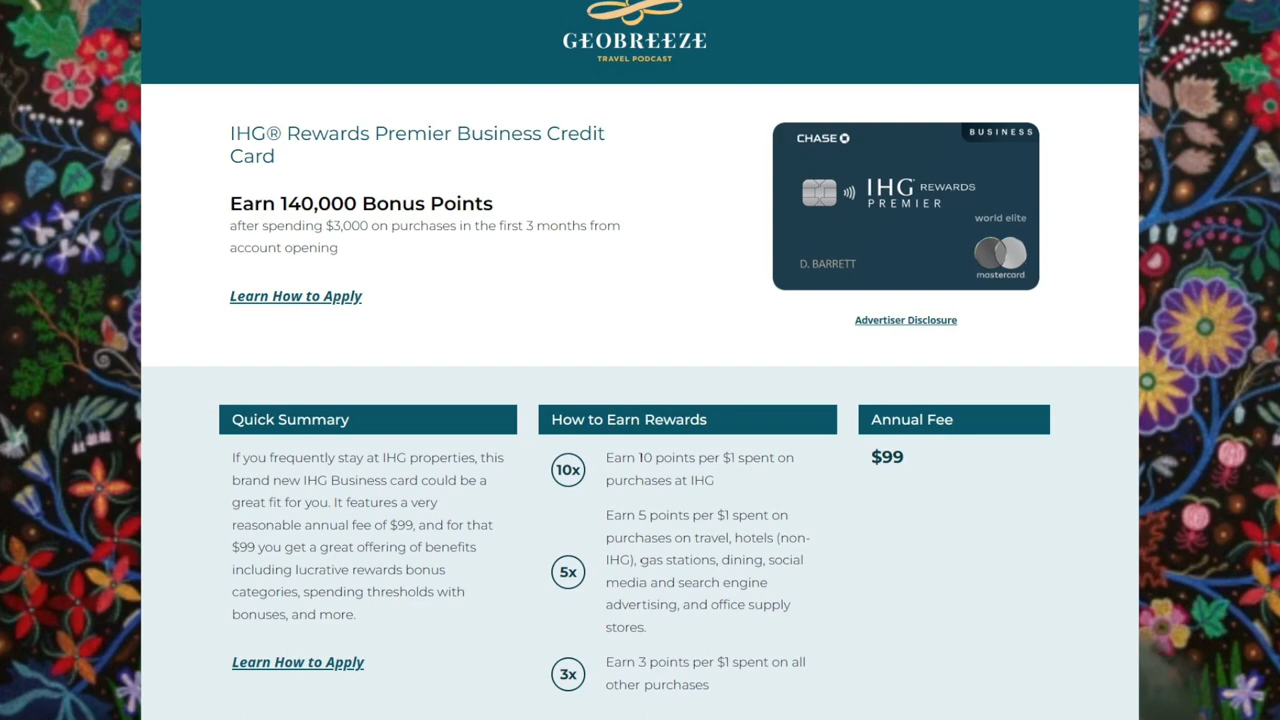 GEOBREEZE
TRAVEL PODCAST
IHG® Rewards Premier Business Credit
Card
Earn 140,000 Bonus Points
after spending $3,000 on purchases in the first 3 months from
account opening
Learn How to Apply
CHASE
BUSINESS
IHG® REWARDS
PREMIER
world elite
D. BARRETT
mastercard
Advertiser Disclosure
Quick Summary
If you frequently stay at IHG properties, this
brand new IHG Business card could be a
great fit for you. It features a very
reasonable annual fee of $99, and for that
$99 you get a great offering of benefits
including lucrative rewards bonus
categories, spending thresholds with
bonuses, and more.
Learn How to Apply
How to Earn Rewards
10x
Earn 10 points per $1 spent on
purchases at IHG
5x
Earn 5 points per $1 spent on
purchases on travel, hotels (non-
IHG), gas stations, dining, social
media and search engine
advertising, and office supply
stores.
3x
Earn 3 points per $1 spent on all
other purchases
Annual Fee
$99